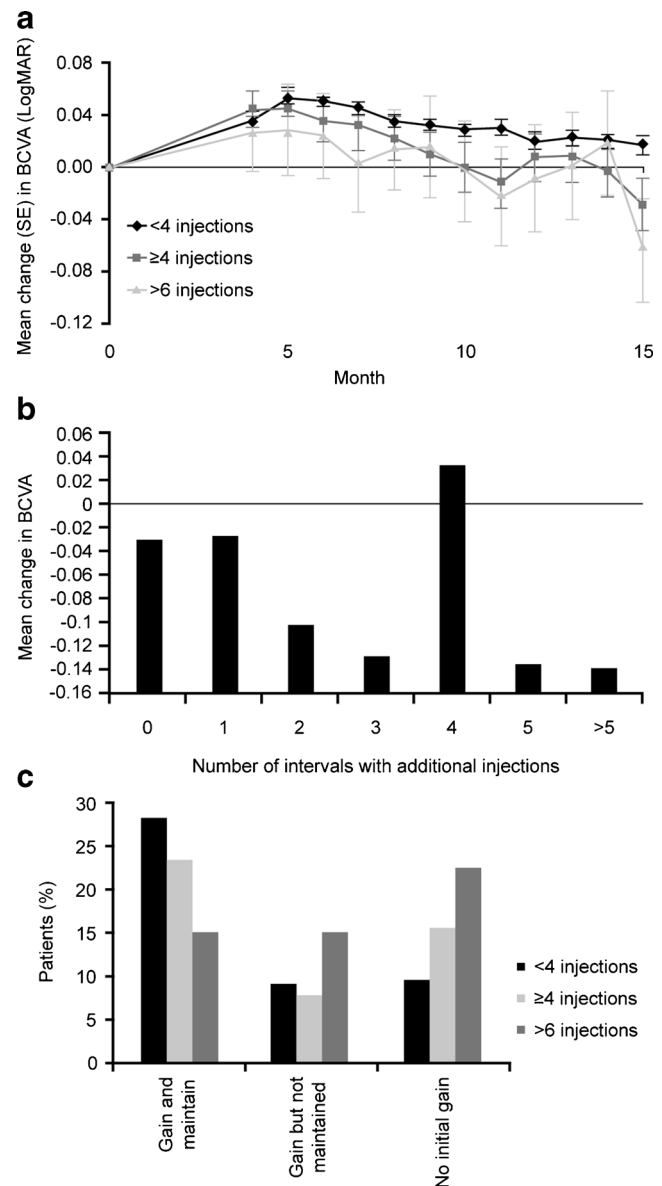 a
Mean change (SE) in BCVA (LogMAR)
0.08
0.04
0.00
-0.04
-0.08
-0.12
<4 injections
≥4 injections
>6 injections
0
5
10
15
Month
b
Mean change in BCVA
0.06
0.04
0.02
0
-0.02
-0.04
-0.06
-0.08
-0.1
-0.12
-0.14
-0.16
0
1
2
3
4
5
>5
Number of intervals with additional injections
c
Patients (%)
30
25
20
15
10
5
0
<4 injections
≥4 injections
>6 injections
Gain and
maintain
Gain but not
maintained
No initial gain